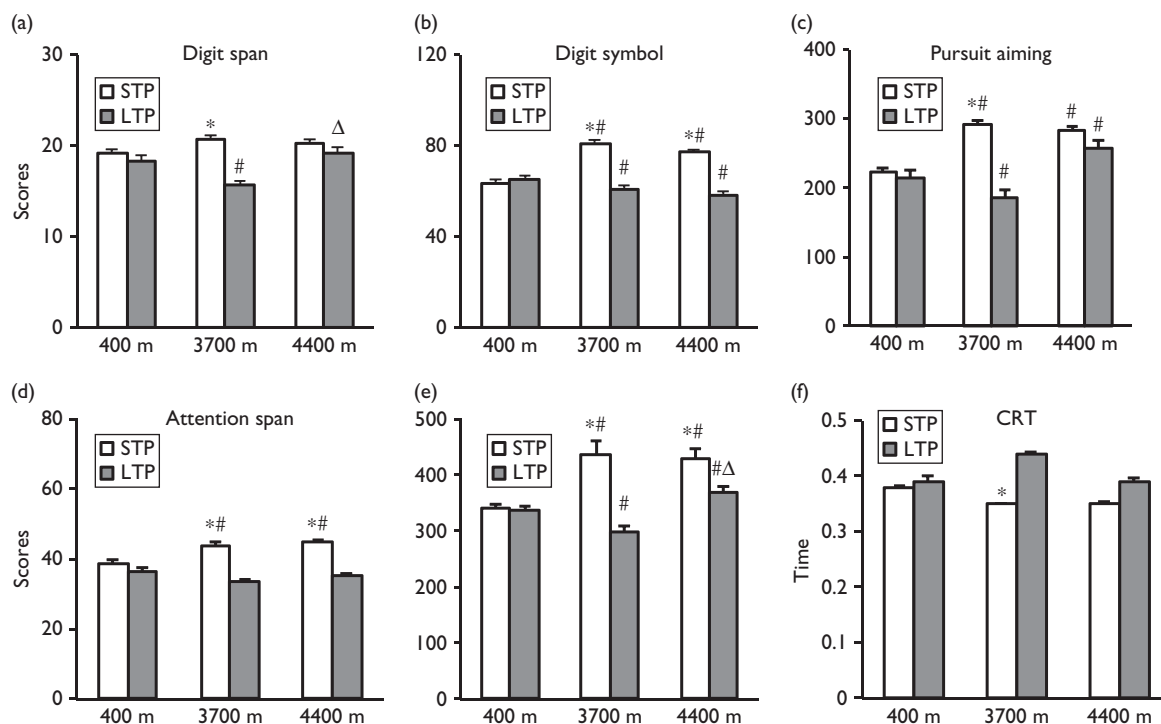 (a)
Digit span
30
20
10
0
Scores
STP
LTP
*
#
Δ
400 m
3700 m
4400 m
(b)
Digit symbol
120
80
40
0
STP
LTP
*#
#
*#
#
400 m
3700 m
4400 m
(c)
Pursuit aiming
400
300
200
100
0
STP
LTP
*#
#
#
#
400 m
3700 m
4400 m
(d)
Attention span
80
60
40
20
0
Scores
STP
LTP
*#
*#
400 m
3700 m
4400 m
(e)
500
400
300
200
100
0
STP
LTP
*#
#
*#
#Δ
400 m
3700 m
4400 m
(f)
CRT
0.5
0.4
0.3
0.2
0.1
0
Time
STP
LTP
*
400 m
3700 m
4400 m